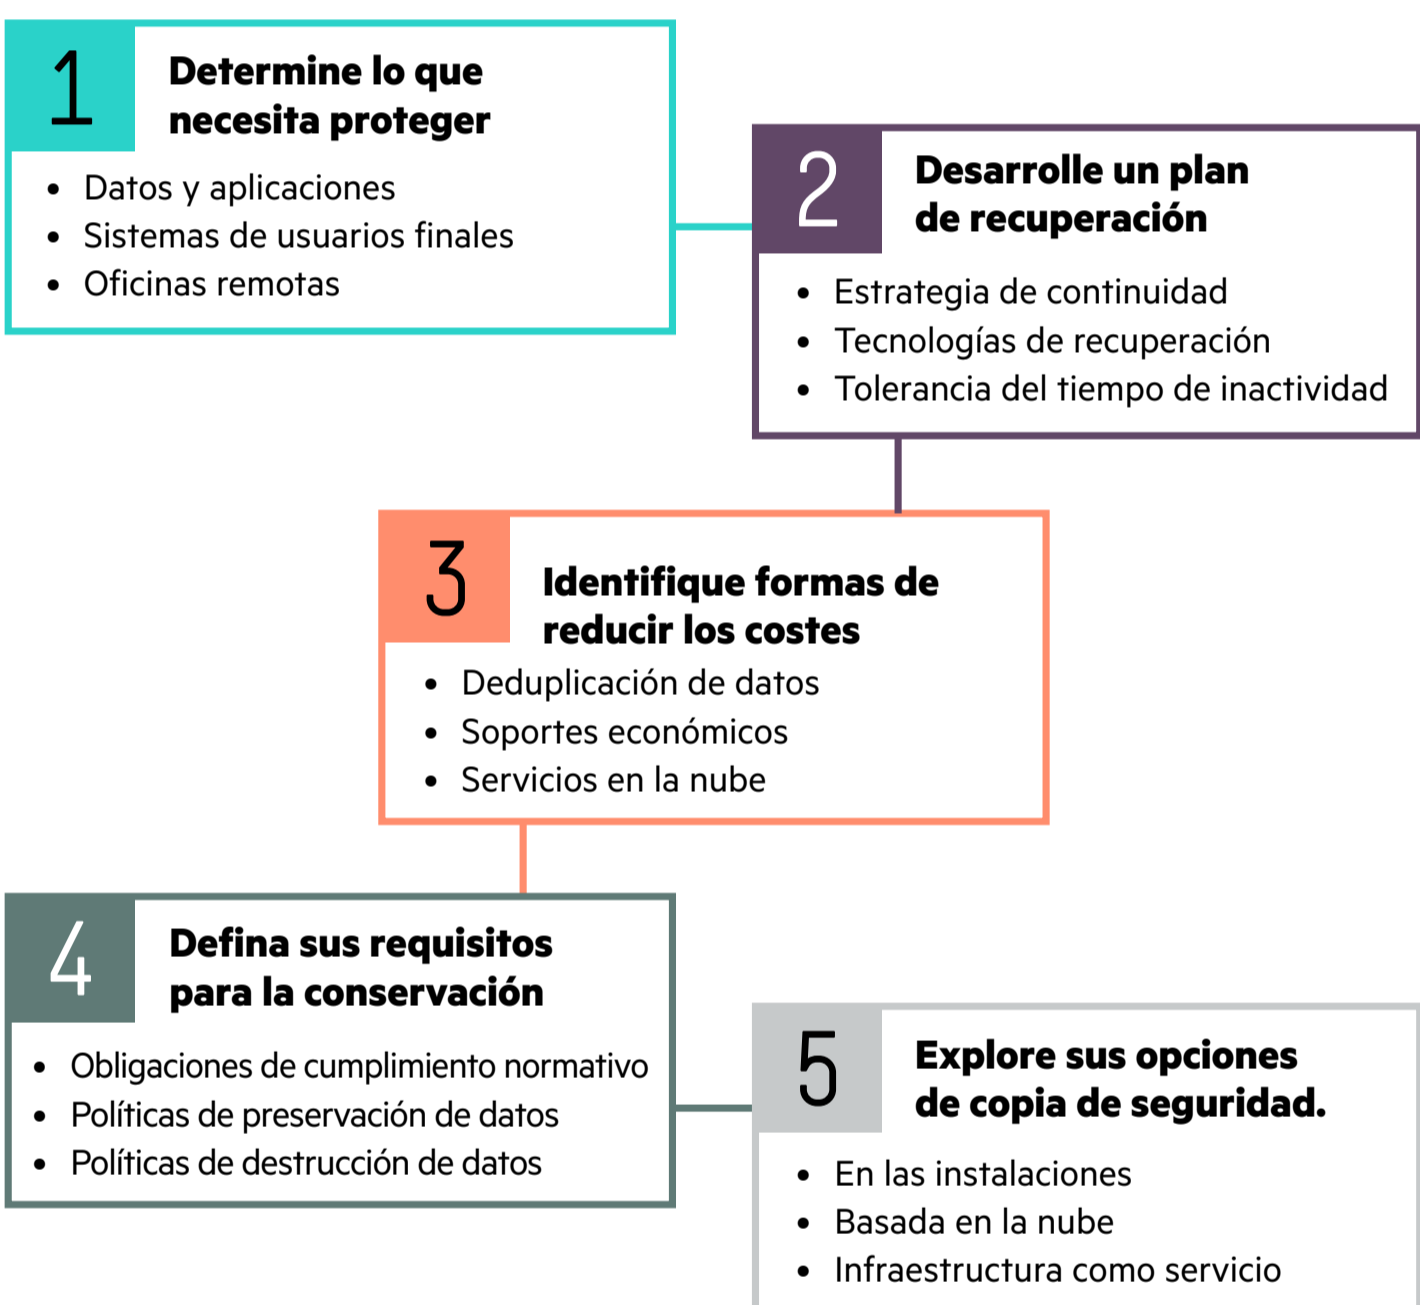 1
Determine lo que
necesita proteger
• Datos y aplicaciones
• Sistemas de usuarios finales
• Oficinas remotas
2
Desarrolle un plan
de recuperación
• Estrategia de continuidad
• Tecnologías de recuperación
• Tolerancia del tiempo de inactividad
3
Identifique formas de
reducir los costes
• Deduplicación de datos
• Soportes económicos
• Servicios en la nube
4
Defina sus requisitos
para la conservación
• Obligaciones de cumplimiento normativo
• Políticas de preservación de datos
• Políticas de destrucción de datos
5
Explore sus opciones
de copia de seguridad.
• En las instalaciones
• Basada en la nube
• Infraestructura como servicio